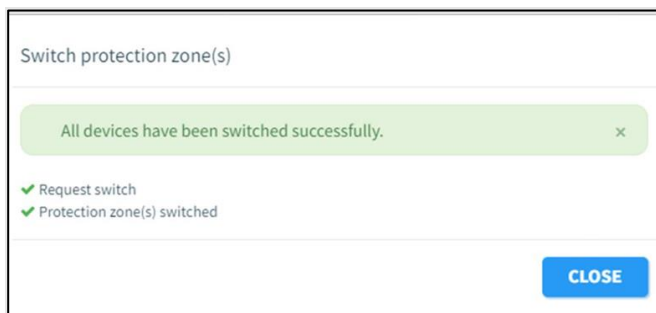 Switch protection zone(s)
All devices have been switched successfully. ×
✔ Request switch
✔ Protection zone(s) switched
CLOSE